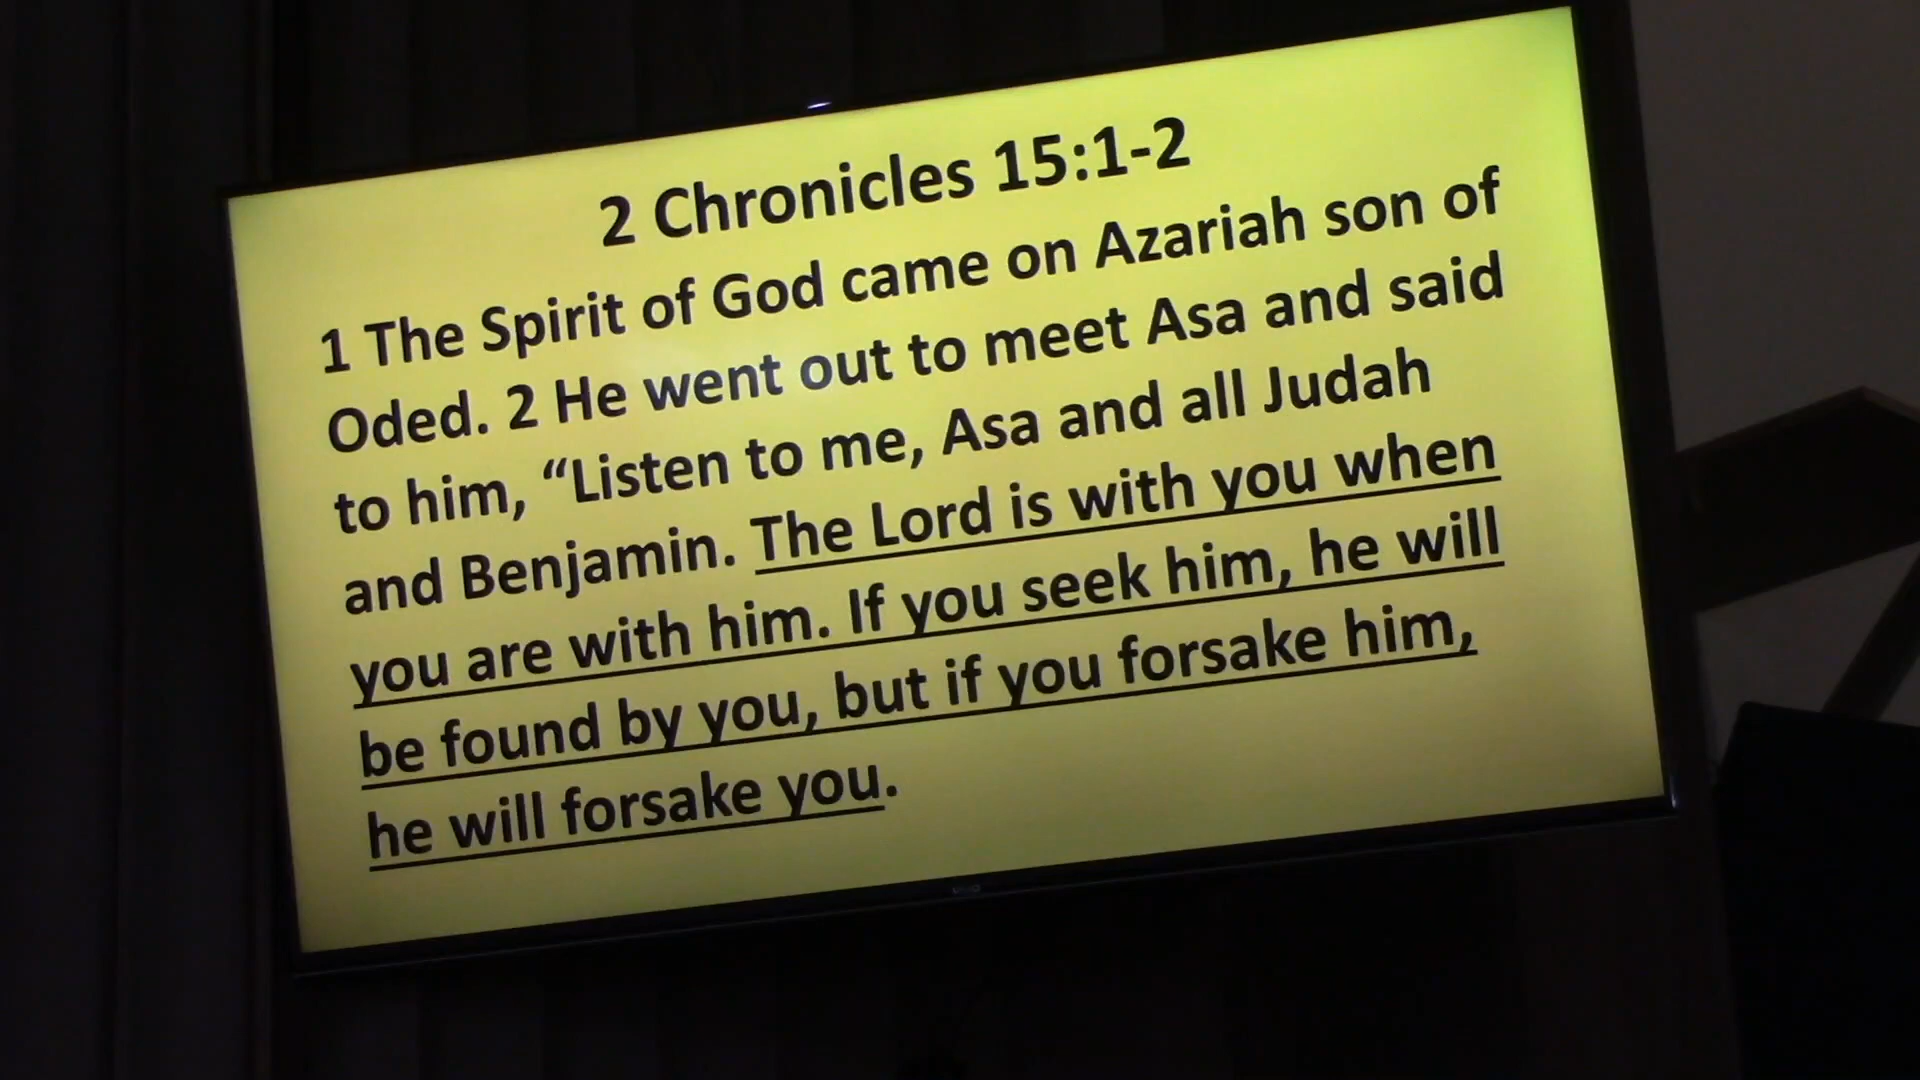 2 Chronicles 15:1-2
1 The Spirit of God came on Azariah son of
Oded. 2 He went out to meet Asa and said
to him, “Listen to me, Asa and all Judah
and Benjamin. The Lord is with you when
you are with him. If you seek him, he will
be found by you, but if you forsake him,
he will forsake you.